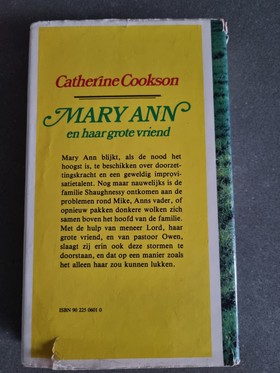 Catherine Cookson
MARY ANN
en haar grote vriend
Mary Ann blijkt, als de nood het
hoogst is, te beschikken over doorzet-
tingskracht en een geweldig improvi-
satietalent. Nog maar nauwelijks is de
familie Shaughnessy ontkomen aan de
problemen rond Mike, Anns vader, of
opnieuw pakken donkere wolken zich
samen boven het hoofd van de familie.
Met de hulp van meneer Lord, haar
grote vriend, en van pastoor Owen,
slaagt zij erin ook deze stormen te
doorstaan, en dat op een manier zoals
het alleen haar zou kunnen lukken.
ISBN 90 225 0601 0